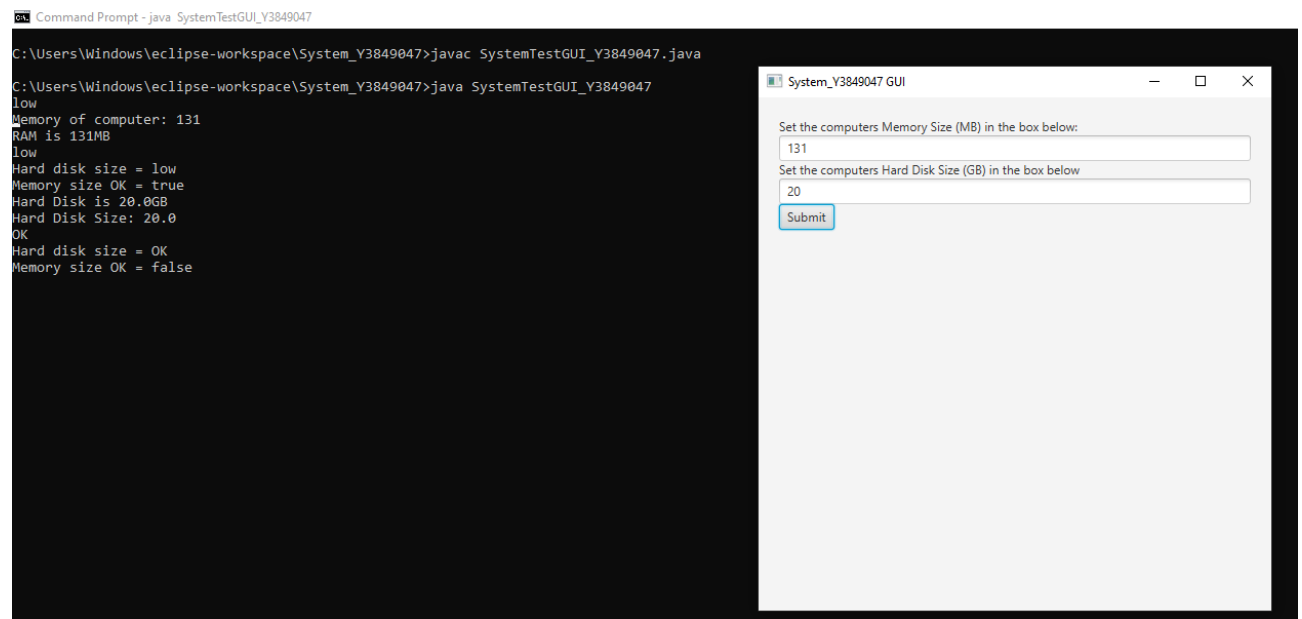 Command Prompt - java SystemTestGUI_Y3849047
C:\Users\Windows\eclipse-workspace\System_Y3849047>javac SystemTestGUI_Y3849047.java
C:\Users\Windows\eclipse-workspace\System_Y3849047>java SystemTestGUI_Y3849047
low
Memory of computer: 131
RAM is 131MB
low
Hard disk size = low
Memory size OK = true
Hard Disk is 20.0GB
Hard Disk Size: 20.0
OK
Hard disk size = OK
Memory size OK = false
System_Y3849047 GUI
Set the computers Memory Size (MB) in the box below:
131
Set the computers Hard Disk Size (GB) in the box below
20
Submit